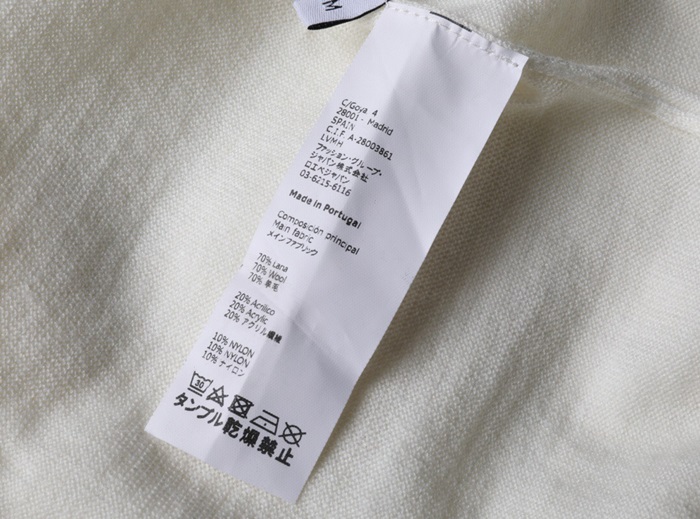 M
C/Goya 4
28001 - Madrid
SPAIN
C.I.F. A-28003861
LVMH
ファッション・グループ・
ジャパン株式会社
ロエベジャパン
03-6215-6116
Made in Portugal
Composición principal
Main fabric
メインファブリック
70% Lana
70% Wool
70% 羊毛
20% Acrílico
20% Acrylic
20% アクリル繊維
10% NYLON
10% NYLON
10% ナイロン
30
タンブル乾燥禁止